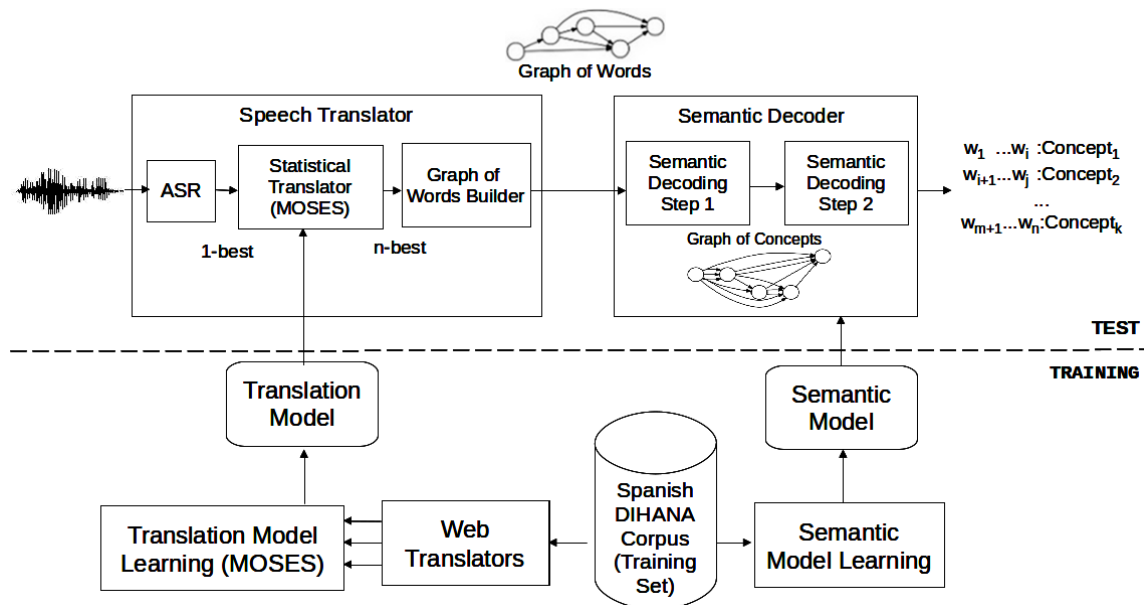 Graph of Words
Speech Translator
ASR
Statistical
Translator
(MOSES)
Graph of
Words Builder
1-best
n-best
Semantic Decoder
Semantic
Decoding
Step 1
Semantic
Decoding
Step 2
Graph of Concepts
w1 ...wi :Concept1
wi+1...wj :Concept2
...
wm+1...wn:Conceptk
TEST
TRAINING
Translation
Model
Semantic
Model
Translation Model
Learning (MOSES)
Web
Translators
Spanish
DIHANA
Corpus
(Training
Set)
Semantic
Model Learning